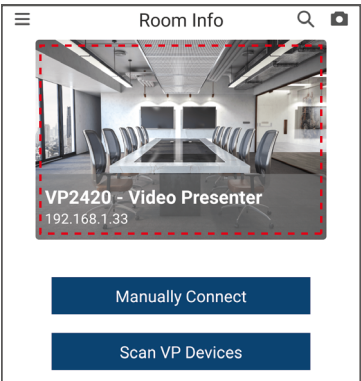 Room Info
VP2420 - Video Presenter
192.168.1.33
Manually Connect
Scan VP Devices